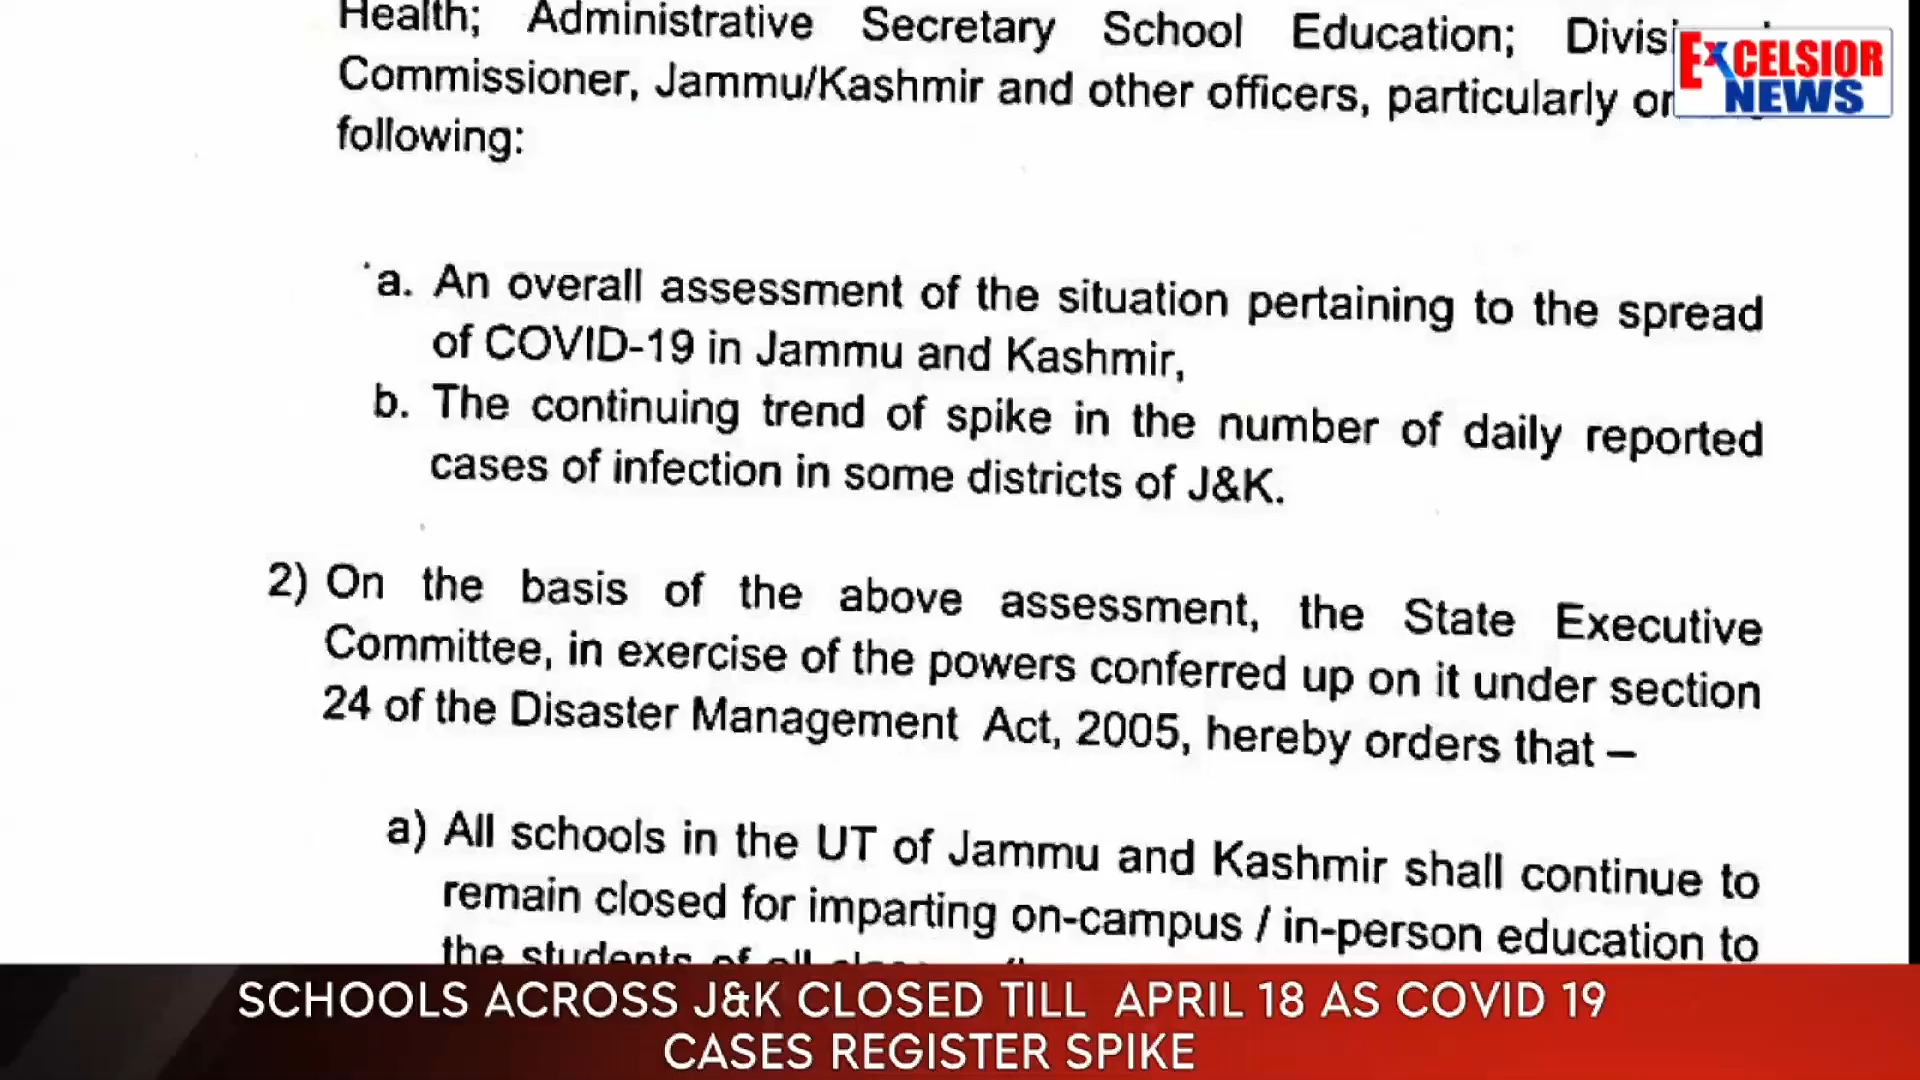 Health; Administrative Secretary School Education;
EXCELSIOR
NEWS
Commissioner, Jammu/Kashmir and other officers, particularly
following:
a. An overall assessment of the situation pertaining to the spread
of COVID-19 in Jammu and Kashmir,
b. The continuing trend of spike in the number of daily reported
cases of infection in some districts of J&K.
2) On the basis of the above assessment, the State Executive
Committee, in exercise of the powers conferred up on it under section
24 of the Disaster Management Act, 2005, hereby orders that –
a) All schools in the UT of Jammu and Kashmir shall continue to
remain closed for imparting on-campus / in-person education to
the students of all
SCHOOLS ACROSS J&K CLOSED TILL APRIL 18 AS COVID 19
CASES REGISTER SPIKE